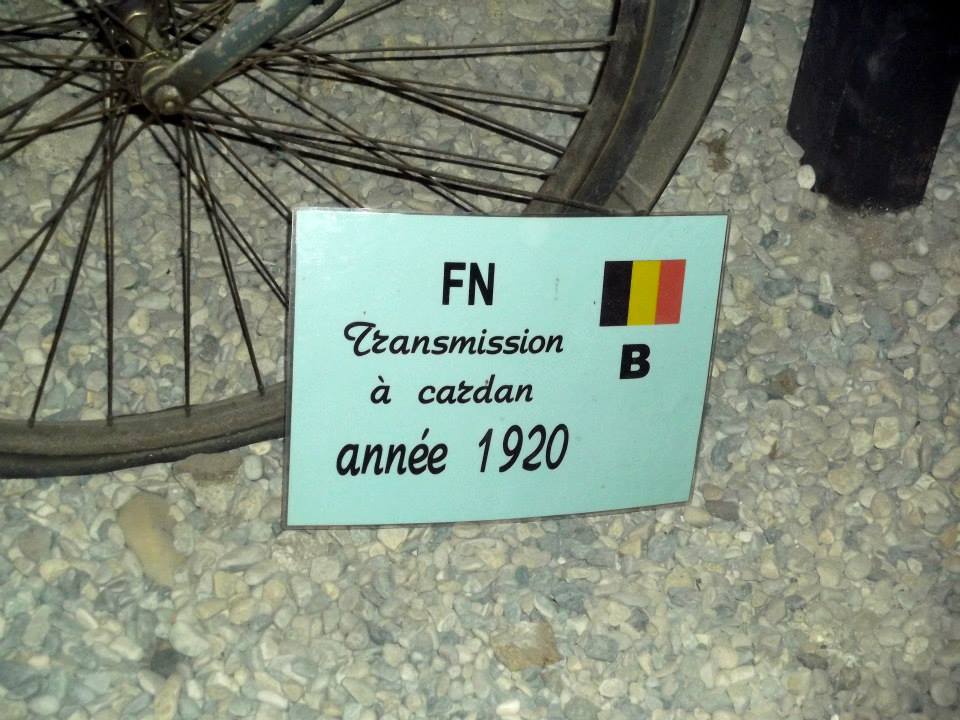 FN
Transmission
à cardan
année 1920
B